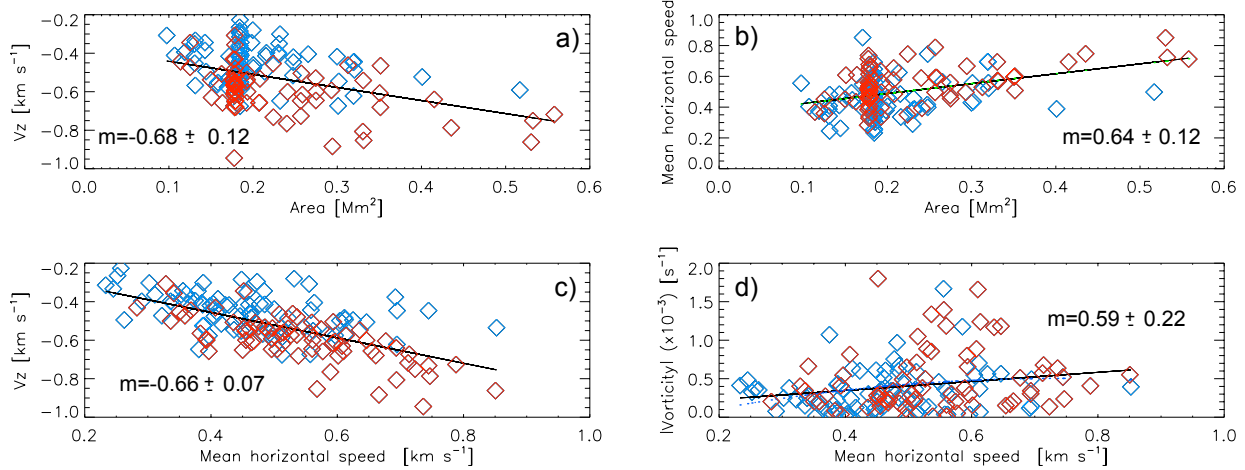 a)
Vz [km s⁻¹]
-0.2
-0.4
-0.6
-0.8
-1.0
m=-0.68 ± 0.12
0.0 0.1 0.2 0.3 0.4 0.5 0.6
Area [Mm²]
b)
Mean horizontal speed
1.0
0.8
0.6
0.4
0.2
0.0
m=0.64 ± 0.12
0.0 0.1 0.2 0.3 0.4 0.5 0.6
Area [Mm²]
c)
Vz [km s⁻¹]
-0.2
-0.4
-0.6
-0.8
-1.0
m=-0.66 ± 0.07
0.2 0.4 0.6 0.8 1.0
Mean horizontal speed [km s⁻¹]
d)
|Vorticity| (x10⁻³) [s⁻¹]
2.0
1.5
1.0
0.5
0.0
m=0.59 ± 0.22
0.2 0.4 0.6 0.8 1.0
Mean horizontal speed [km s⁻¹]